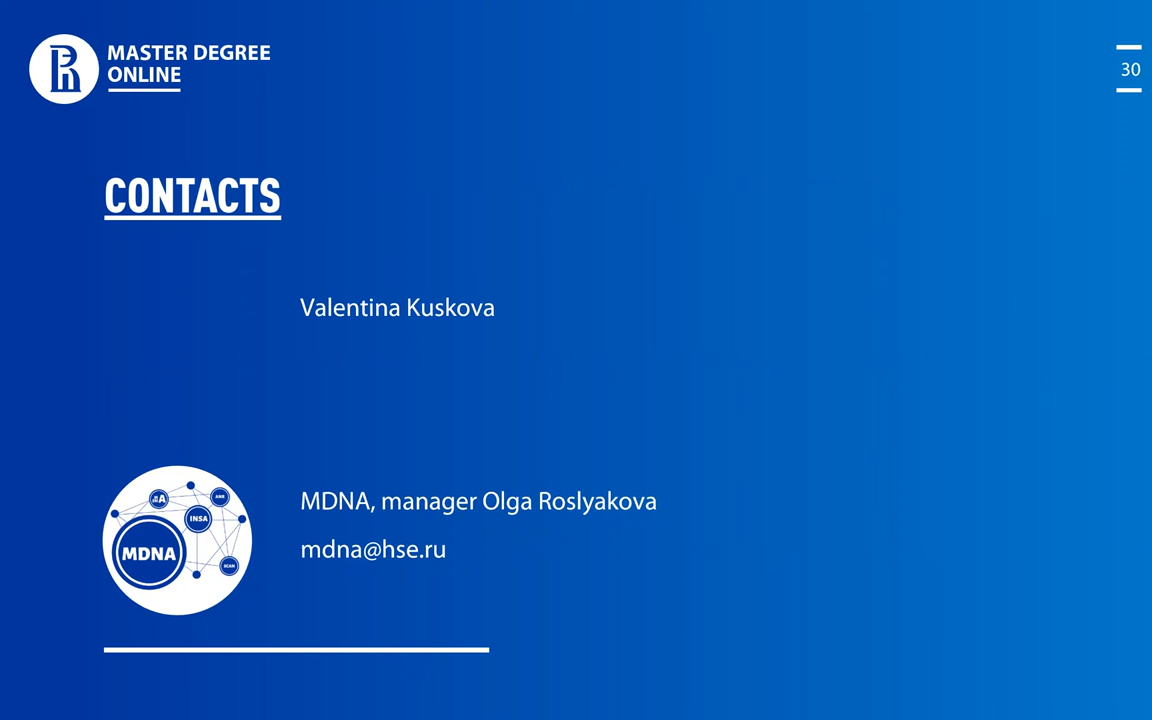 MASTER DEGREE
ONLINE
30
CONTACTS
Valentina Kuskova
MDNA, manager Olga Roslyakova
mdna@hse.ru
INSA
MDNA